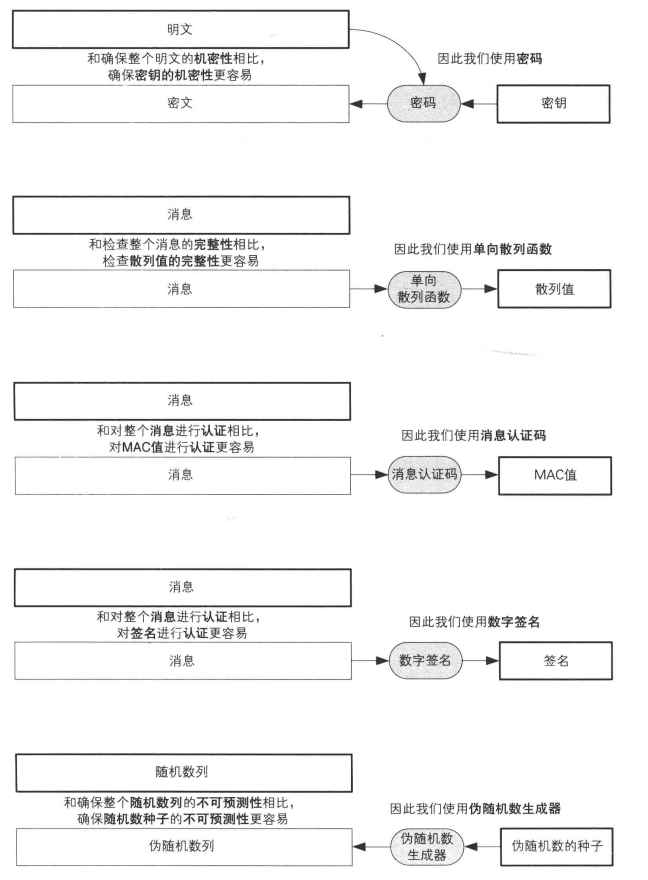 明文
和确保整个明文的机密性相比，
确保密钥的机密性更容易
因此我们使用密码
密文
密码
密钥
消息
和检查整个消息的完整性相比，
检查散列值的完整性更容易
因此我们使用单向散列函数
消息
单向
散列函数
散列值
消息
和对整个消息进行认证相比，
对MAC值进行认证更容易
因此我们使用消息认证码
消息
消息认证码
MAC值
消息
和对整个消息进行认证相比，
对签名进行认证更容易
因此我们使用数字签名
消息
数字签名
签名
随机数列
和确保整个随机数列的不可预测性相比，
确保随机数种子的不可预测性更容易
因此我们使用伪随机数生成器
伪随机数列
伪随机数
生成器
伪随机数的种子